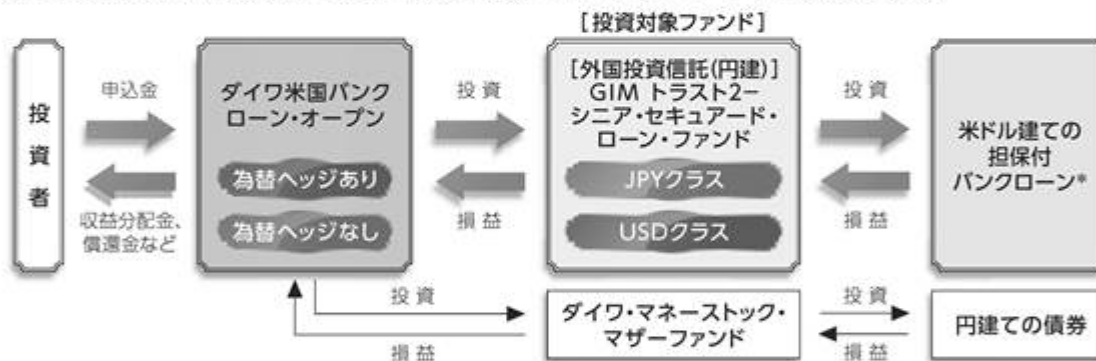 [投資対象ファンド]
投資者
申込金
収益分配金、
償還金など
ダイワ米国バンク
ローン・オープン
為替ヘッジあり
為替ヘッジなし
投資
損益
[外国投資信託(円建)]
GIM トラスト2－
シニア・セキュアード・
ローン・ファンド
JPYクラス
USDクラス
投資
損益
米ドル建ての
担保付
バンクローン*
投資
損益
ダイワ・マネーストック・
マザーファンド
投資
損益
円建ての債券